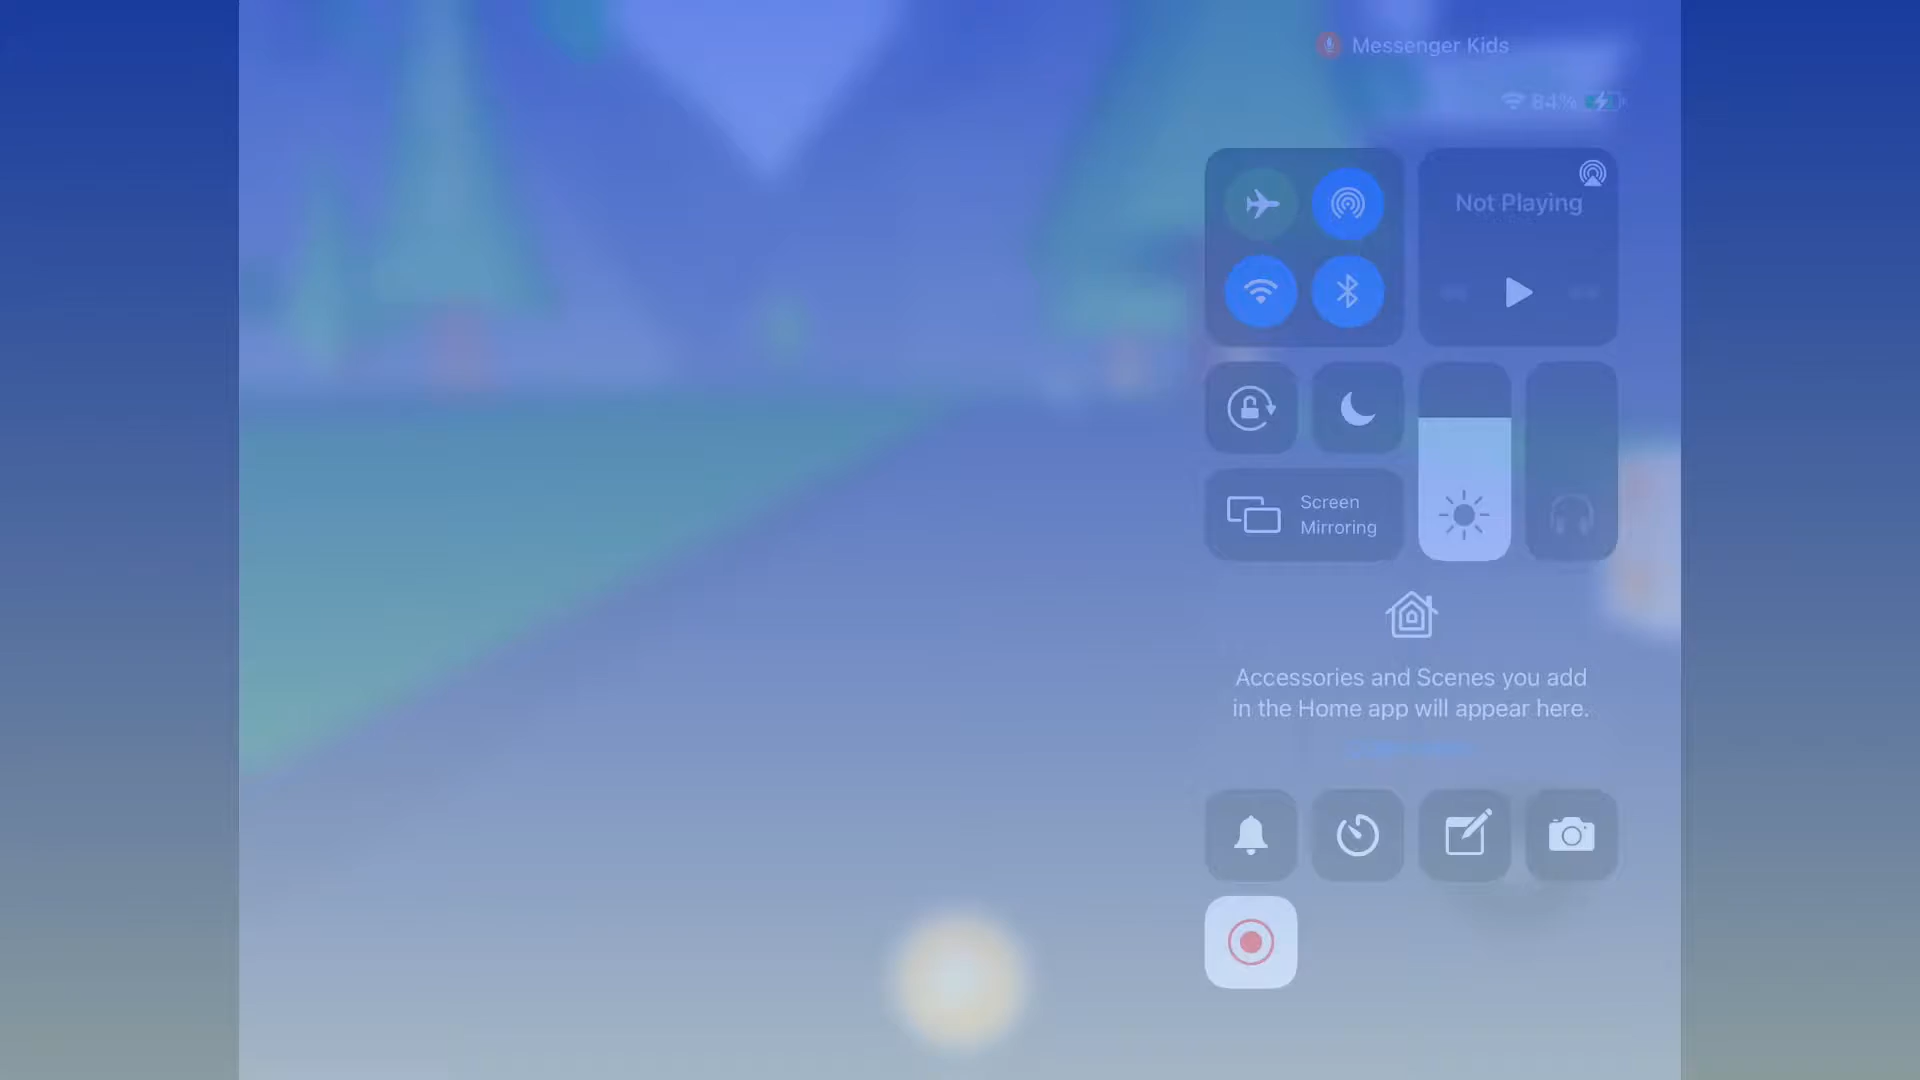 Messenger Kids
84%
Not Playing
Screen
Mirroring
Accessories and Scenes you add
in the Home app will appear here.